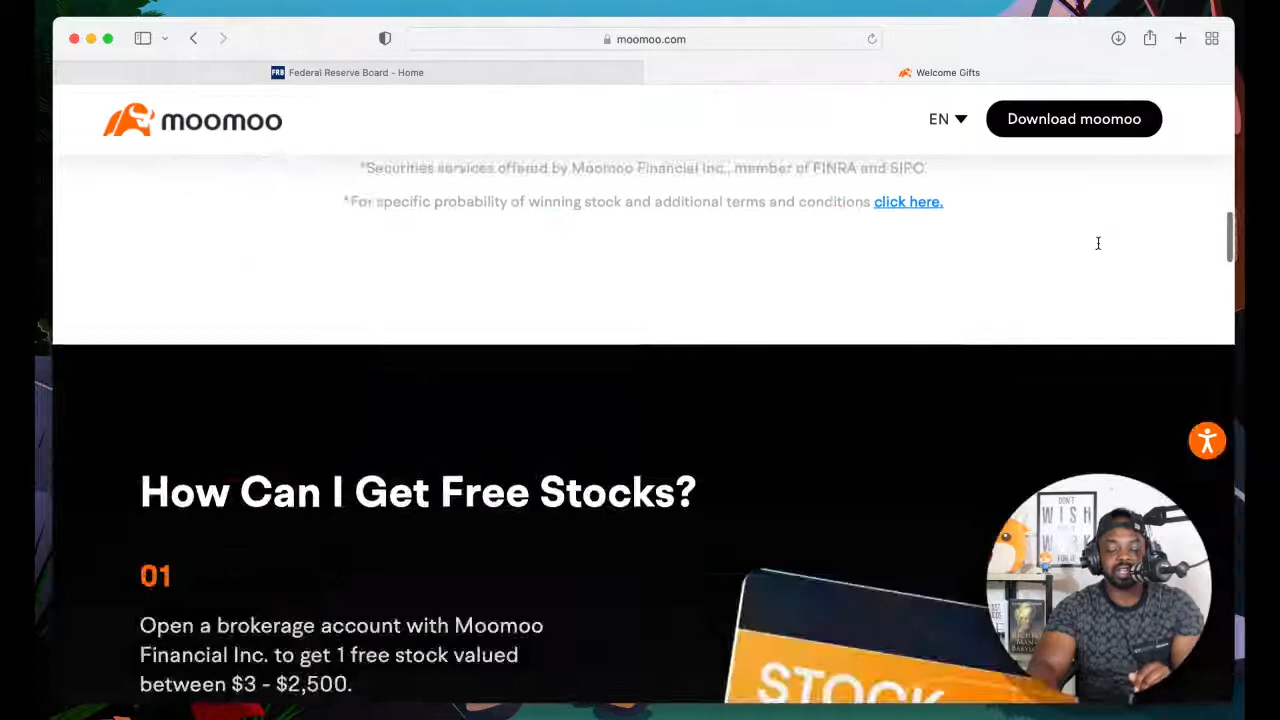 moomoo.com
FRB Federal Reserve Board - Home
Welcome Gifts
moomoo
EN
Download moomoo
*Securities services offered by Moomoo Financial Inc., member of FINRA and SIPC.
*For specific probability of winning stock and additional terms and conditions click here.
How Can I Get Free Stocks?
01
Open a brokerage account with Moomoo
Financial Inc. to get 1 free stock valued
between $3 - $2,500.
STOCK
DON'T
WISH